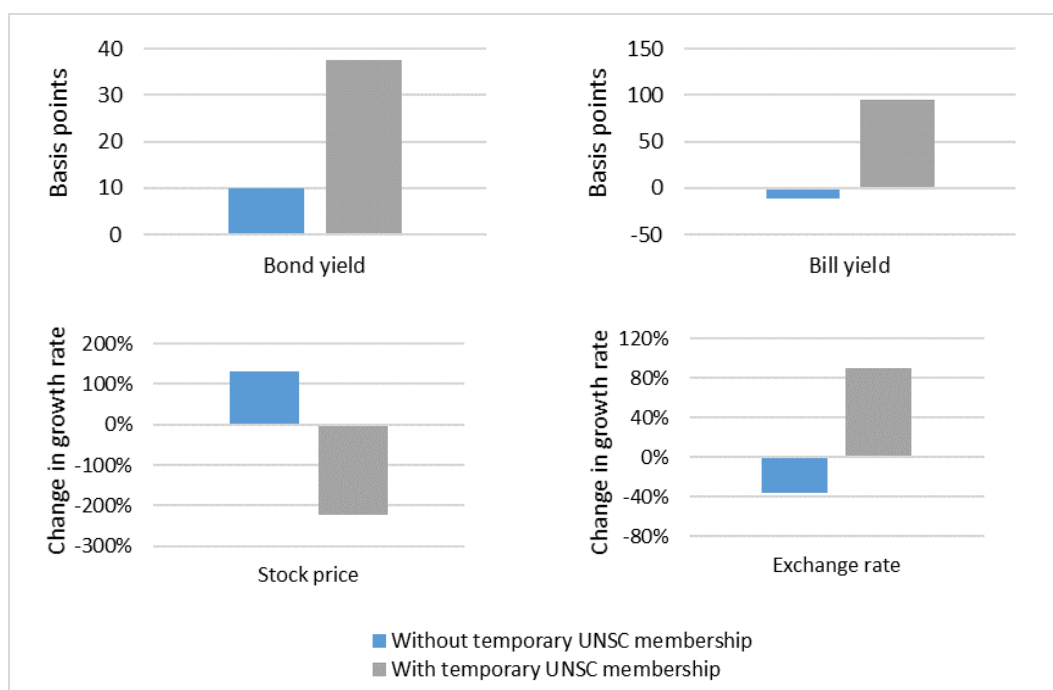 Basis points
40
30
20
10
0
Bond yield
Basis points
150
100
50
0
-50
Bill yield
Change in growth rate
200%
100%
0%
-100%
-200%
-300%
Stock price
Change in growth rate
120%
80%
40%
0%
-40%
-80%
Exchange rate
Without temporary UNSC membership
With temporary UNSC membership